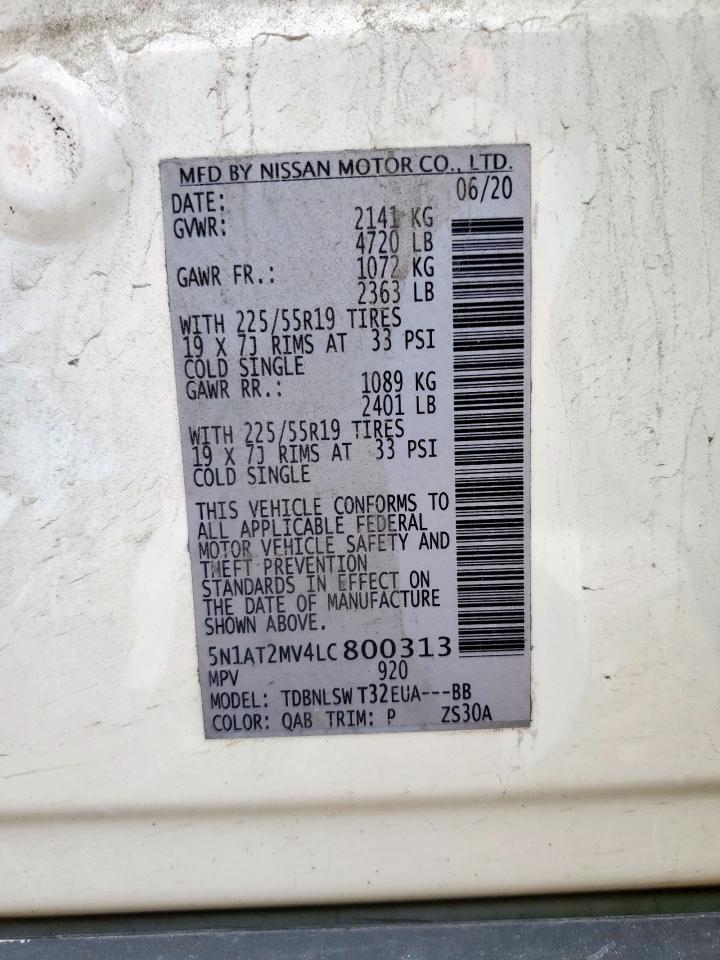 MFD BY NISSAN MOTOR CO., LTD.
DATE: 06/20
GVWR: 2141 KG
4720 LB
GAWR FR.: 1072 KG
2363 LB
WITH 225/55R19 TIRES
19 X 7J RIMS AT 33 PSI
COLD SINGLE
GAWR RR.: 1089 KG
2401 LB
WITH 225/55R19 TIRES
19 X 7J RIMS AT 33 PSI
COLD SINGLE
THIS VEHICLE CONFORMS TO
ALL APPLICABLE FEDERAL
MOTOR VEHICLE SAFETY AND
THEFT PREVENTION
STANDARDS IN EFFECT ON
THE DATE OF MANUFACTURE
SHOWN ABOVE.
5N1AT2MV4LC800313
MPV 920
MODEL: TDBNLSW T32EUA---BB
COLOR: QAB TRIM: P ZS30A